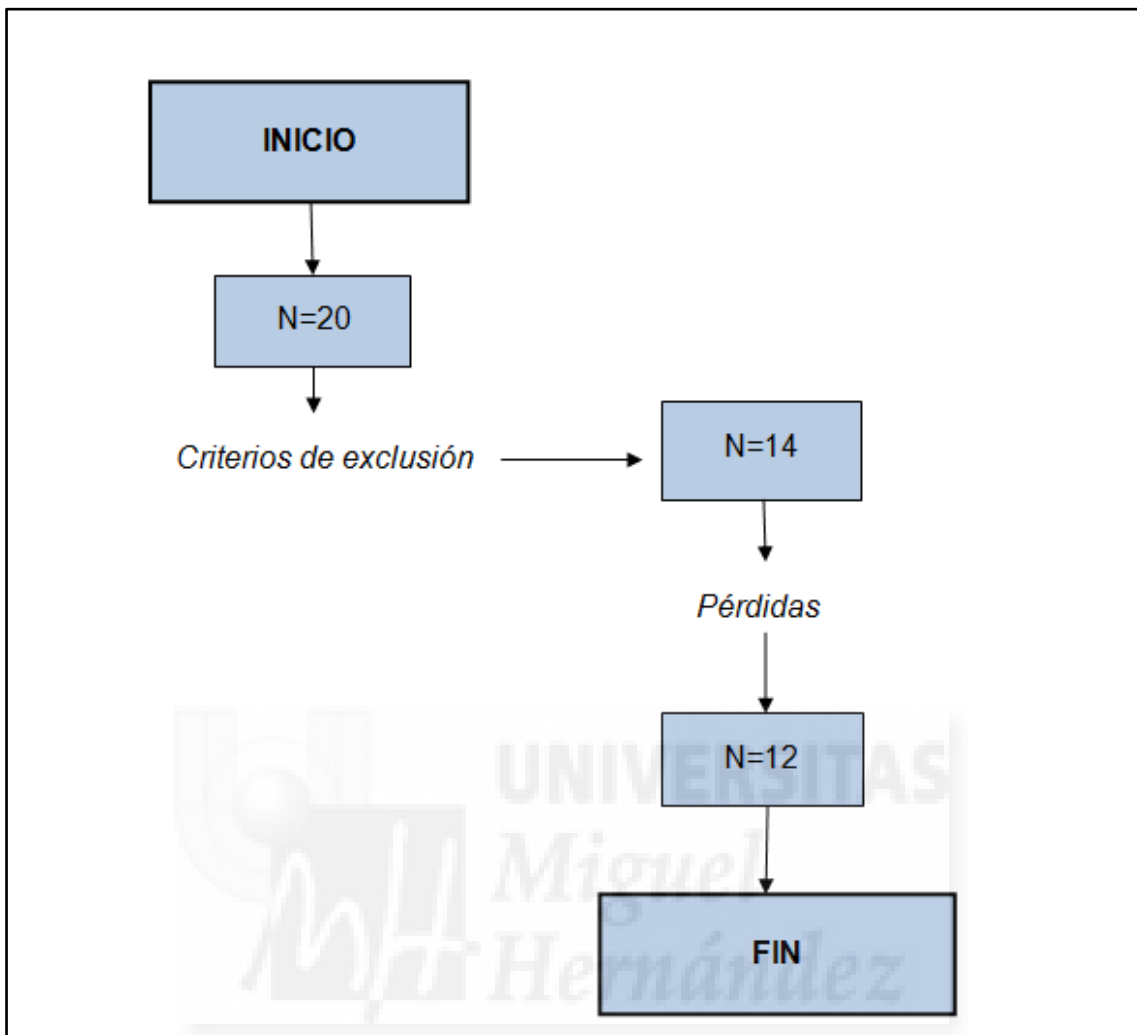 INICIO
N=20
Criterios de exclusión
N=14
Pérdidas
N=12
UNIVERSITAS
Miguel
Hernández
FIN